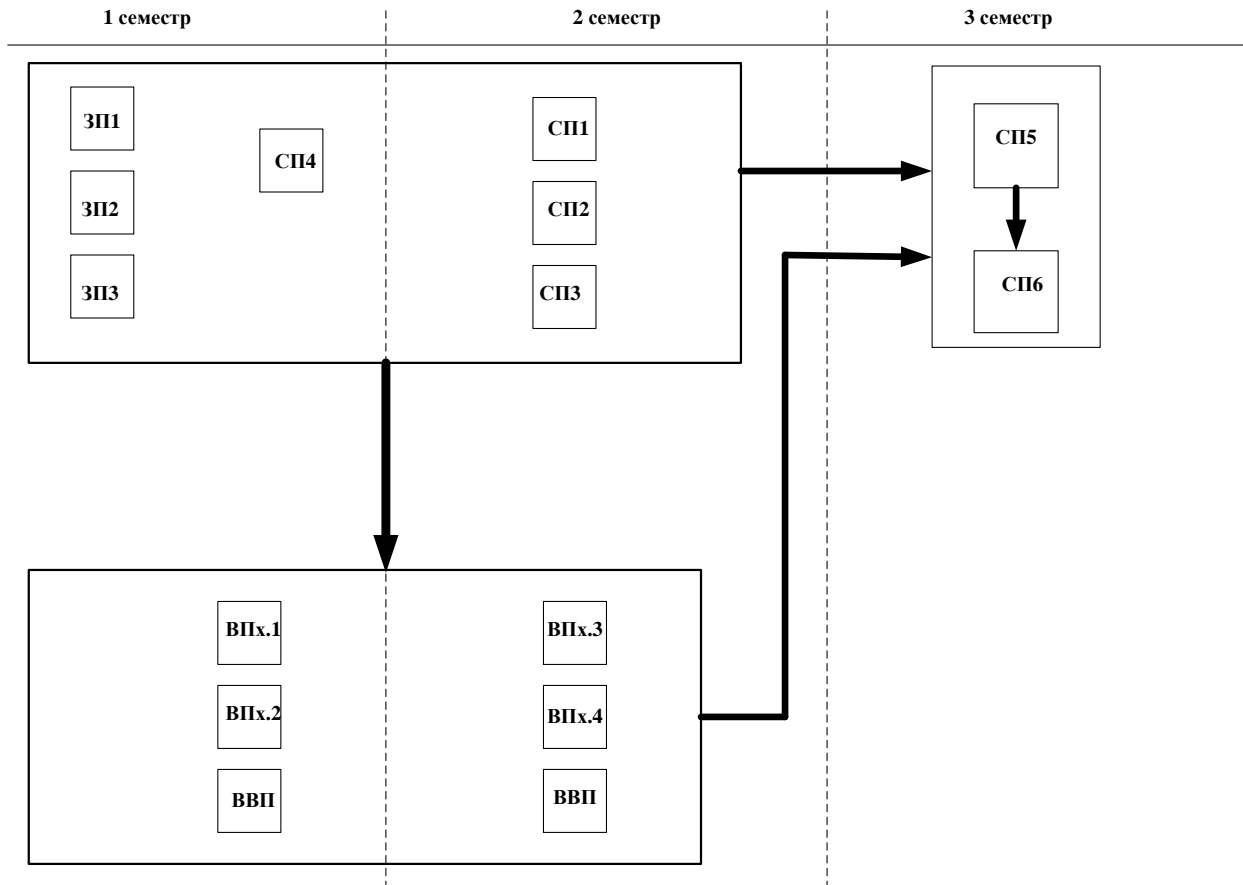 1 семестр
2 семестр
3 семестр
ЗП1
СП4
СП1
СП5
ЗП2
СП2
ЗП3
СП3
СП6
ВПх.1
ВПх.3
ВПх.2
ВПх.4
ВВП
ВВП